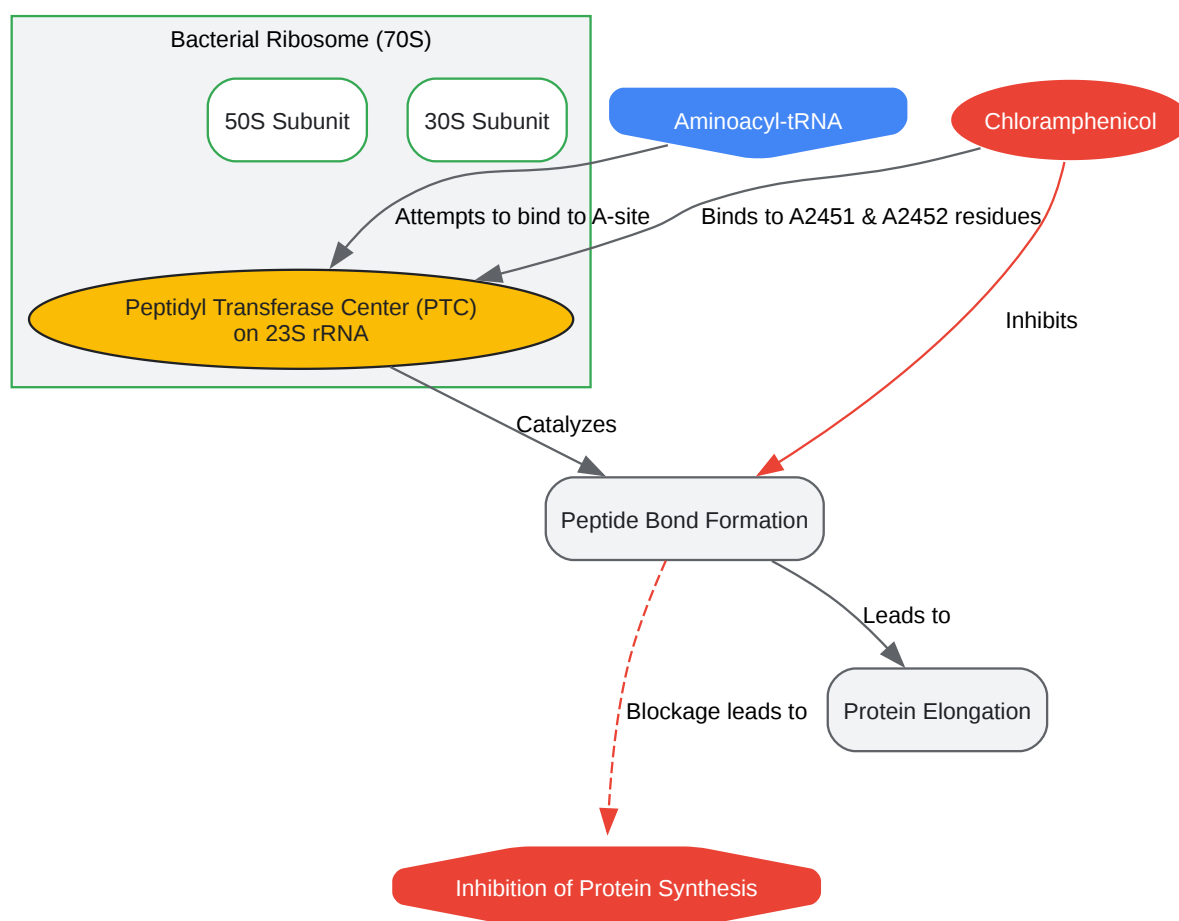 Bacterial Ribosome (70S)
50S Subunit
30S Subunit
Aminoacyl-tRNA
Chloramphenicol
Attempts to bind to A-site
Binds to A2451 & A2452 residues
Peptidyl Transferase Center (PTC)
on 23S rRNA
Inhibits
Catalyzes
Peptide Bond Formation
Leads to
Blockage leads to
Protein Elongation
Inhibition of Protein Synthesis